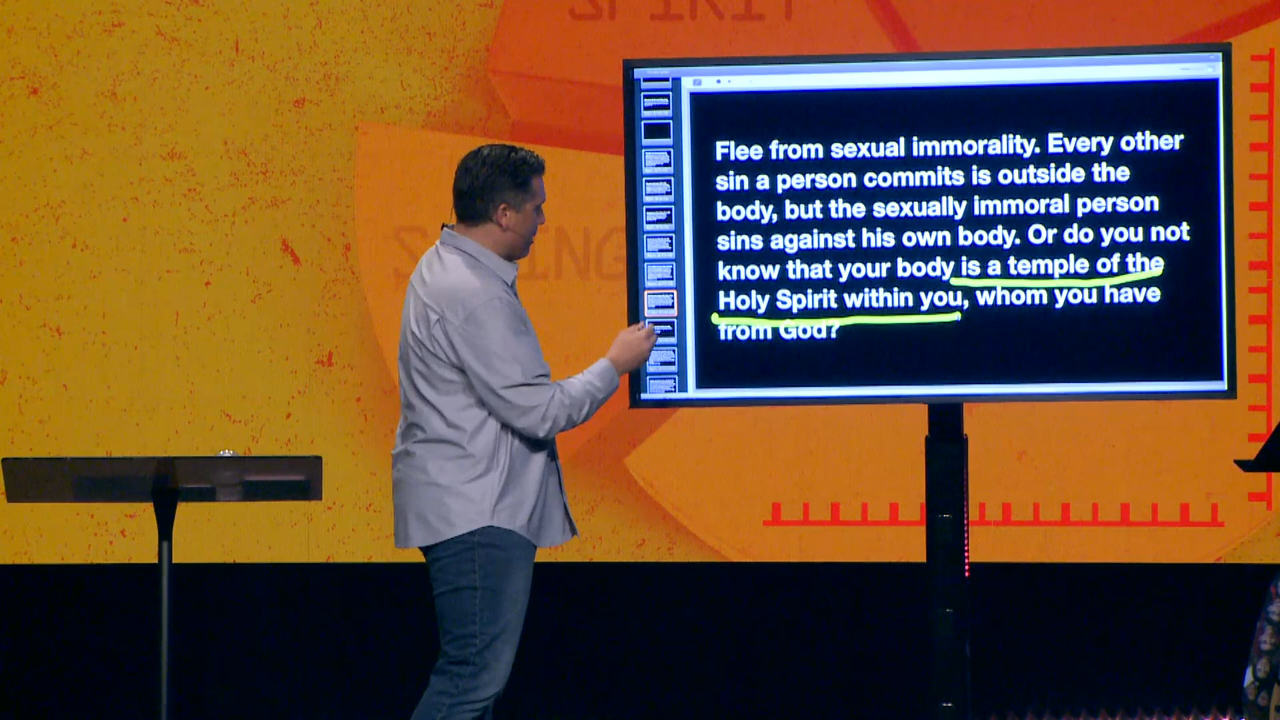 SPIRIT
Flee from sexual immorality. Every other
sin a person commits is outside the
body, but the sexually immoral person
sins against his own body. Or do you not
know that your body is a temple of the
Holy Spirit within you, whom you have
from God?